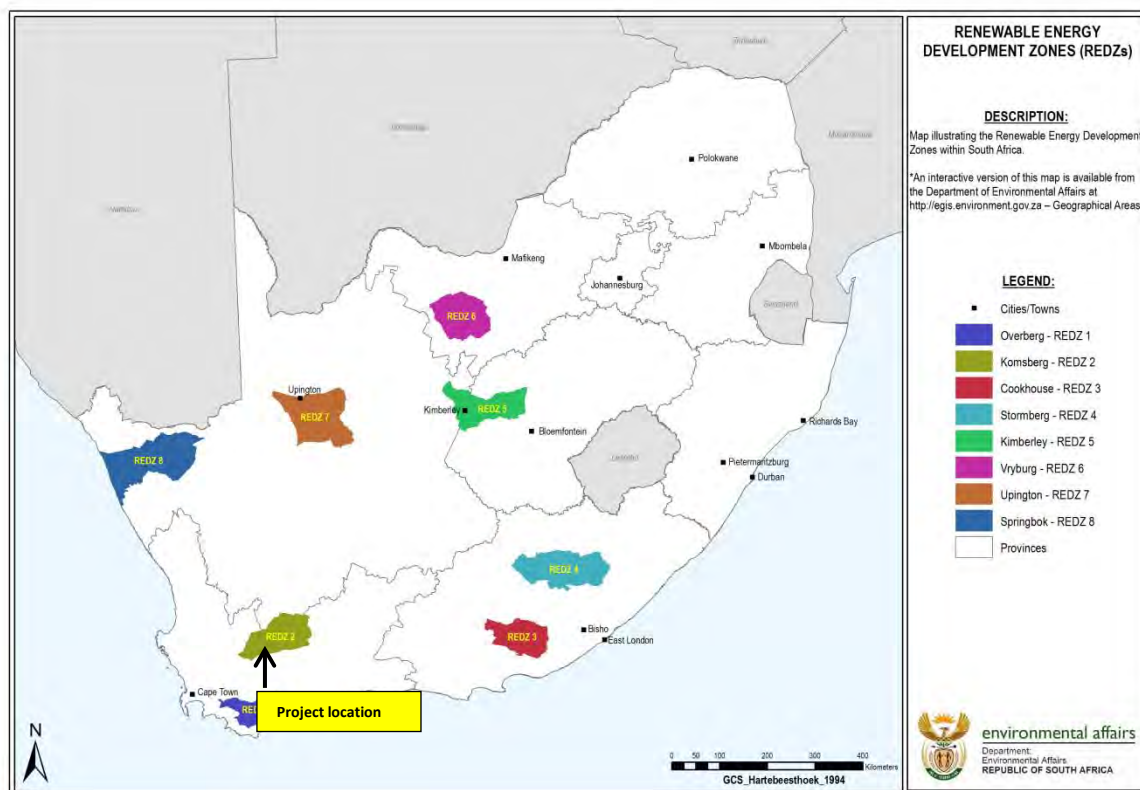 RENEWABLE ENERGY
DEVELOPMENT ZONES (REDZs)
DESCRIPTION:
Map illustrating the Renewable Energy Development
Zones within South Africa.
*An interactive version of this map is available from
the Department of Environmental Affairs at
http://egis.environment.gov.za – Geographical Areas
LEGEND:
Cities/Towns
Overberg - REDZ 1
Komsberg - REDZ 2
Cookhouse - REDZ 3
Stormberg - REDZ 4
Kimberley - REDZ 5
Vryburg - REDZ 6
Upington - REDZ 7
Springbok - REDZ 8
Provinces
environmental affairs
Department:
Environmental Affairs
REPUBLIC OF SOUTH AFRICA
Polokwane
Mbombela
Mafikeng
Johannesburg
Swaziland
REDZ 6
Upington
REDZ 7
Kimberley
REDZ 5
Bloemfontein
Richards Bay
REDZ 8
Lesotho
Pietermaritzburg
Durban
REDZ 4
REDZ 2
REDZ 3
Bisho
East London
Cape Town
Project location
N
0 50 100 200 300 400
Kilometers
GCS_Hartebeesthoek_1994